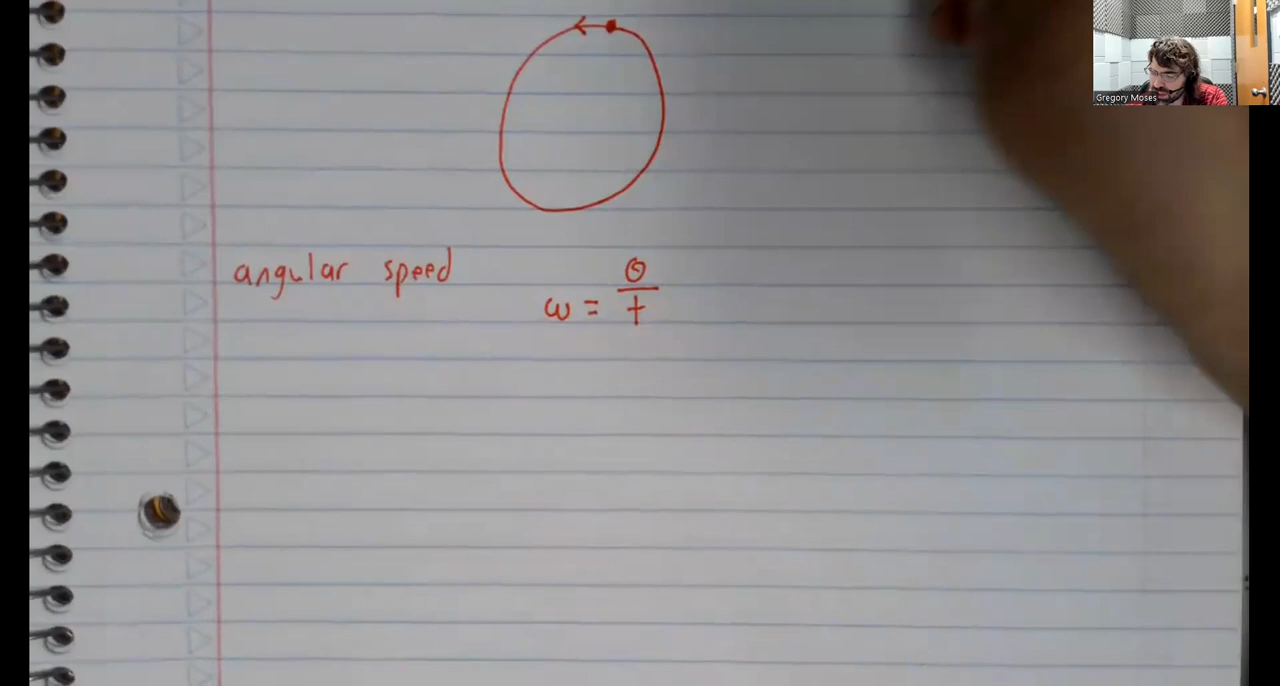 Gregory Moses
angular speed
ω = θ/t